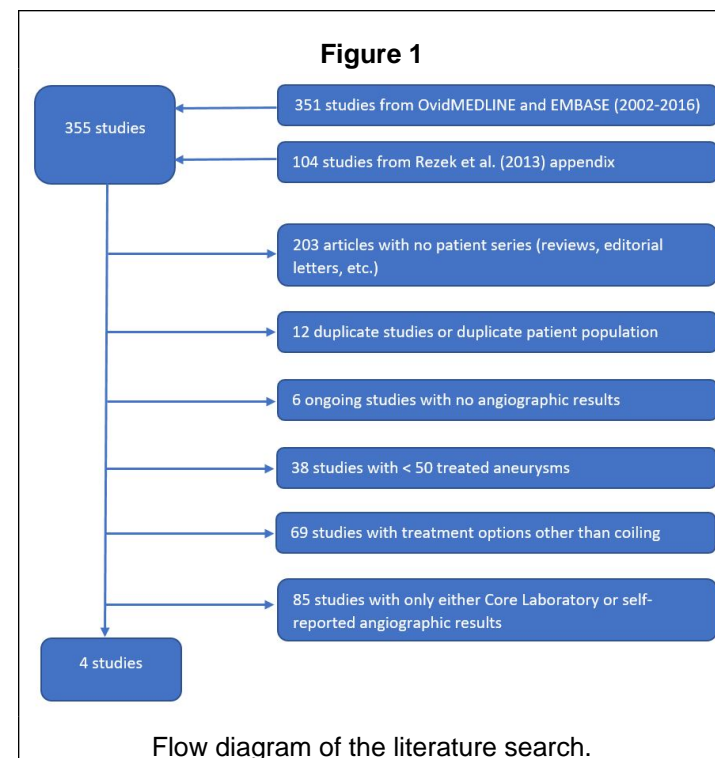 Figure 1
355 studies
351 studies from OvidMEDLINE and EMBASE (2002-2016)
104 studies from Rezek et al. (2013) appendix
203 articles with no patient series (reviews, editorial
letters, etc.)
12 duplicate studies or duplicate patient population
6 ongoing studies with no angiographic results
38 studies with < 50 treated aneurysms
69 studies with treatment options other than coiling
85 studies with only either Core Laboratory or self-
reported angiographic results
4 studies
Flow diagram of the literature search.